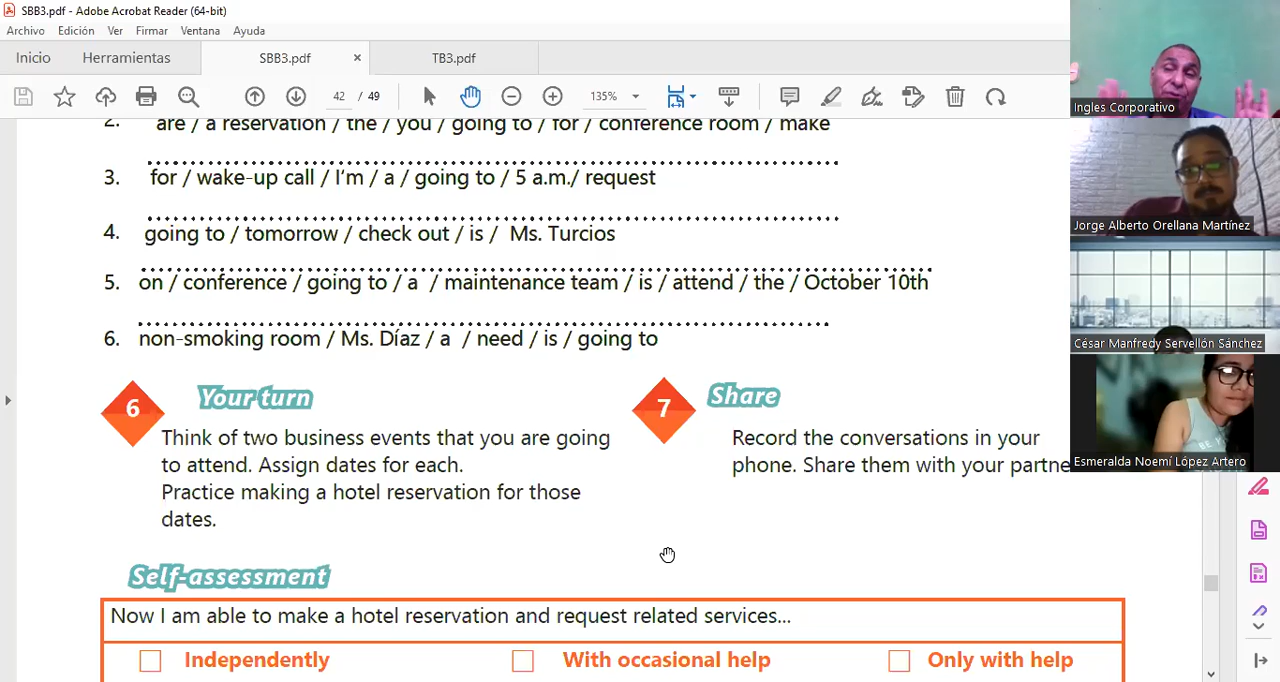 SBB3.pdf - Adobe Acrobat Reader (64-bit)
Archivo Edición Ver Firmar Ventana Ayuda
Inicio Herramientas SBB3.pdf × TB3.pdf
42 / 49 135%
2. are / a reservation / the / you / going to / for / conference room / make
3. for / wake-up call / I'm / a / going to / 5 a.m./ request
4. going to / tomorrow / check out / is / Ms. Turcios
5. on / conference / going to / a / maintenance team / is / attend / the / October 10th
6. non-smoking room / Ms. Díaz / a / need / is / going to
6 Your turn
Think of two business events that you are going
to attend. Assign dates for each.
Practice making a hotel reservation for those
dates.
7 Share
Record the conversations in your
phone. Share them with your partne
Self-assessment
Now I am able to make a hotel reservation and request related services...
Independently With occasional help Only with help
Ingles Corporativo
Jorge Alberto Orellana Martínez
César Manfredy Servellón Sánchez
Esmeralda Noemí López Artero